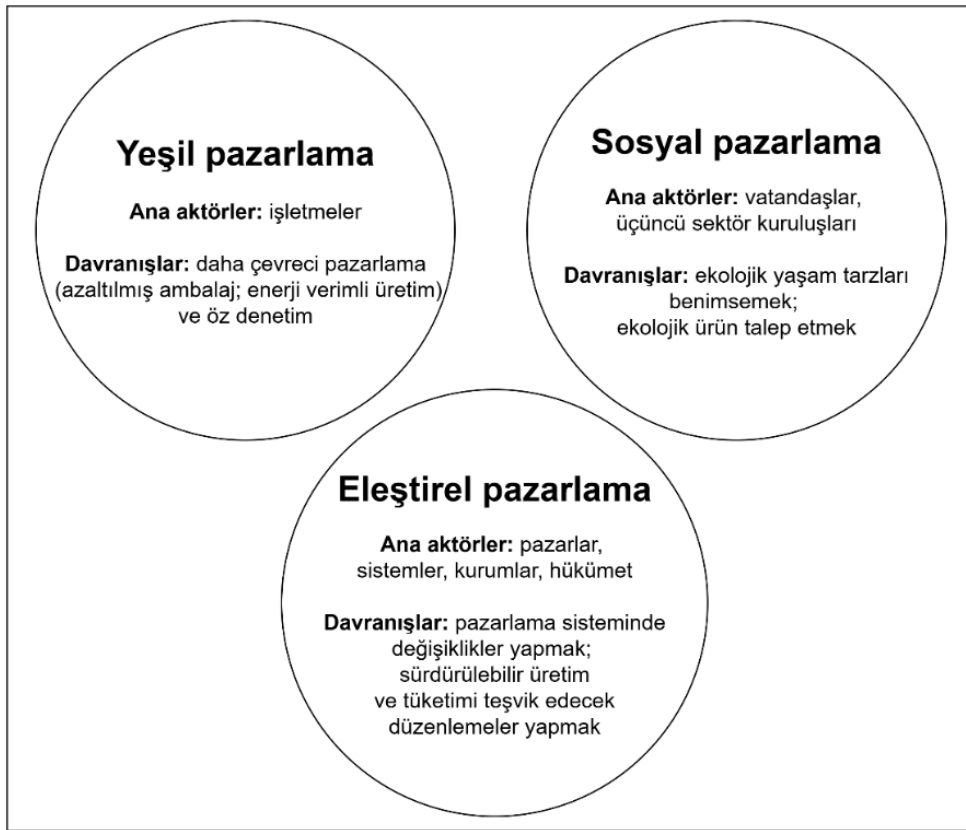 Yeşil pazarlama
Ana aktörler: işletmeler
Davranışlar: daha çevreci pazarlama
(azaltılmış ambalaj; enerji verimli üretim)
ve öz denetim
Sosyal pazarlama
Ana aktörler: vatandaşlar,
üçüncü sektör kuruluşları
Davranışlar: ekolojik yaşam tarzları
benimsemek;
ekolojik ürün talep etmek
Eleştirel pazarlama
Ana aktörler: pazarlar,
sistemler, kurumlar, hükümet
Davranışlar: pazarlama sisteminde
değişiklikler yapmak;
sürdürülebilir üretim
ve tüketimi teşvik edecek
düzenlemeler yapmak